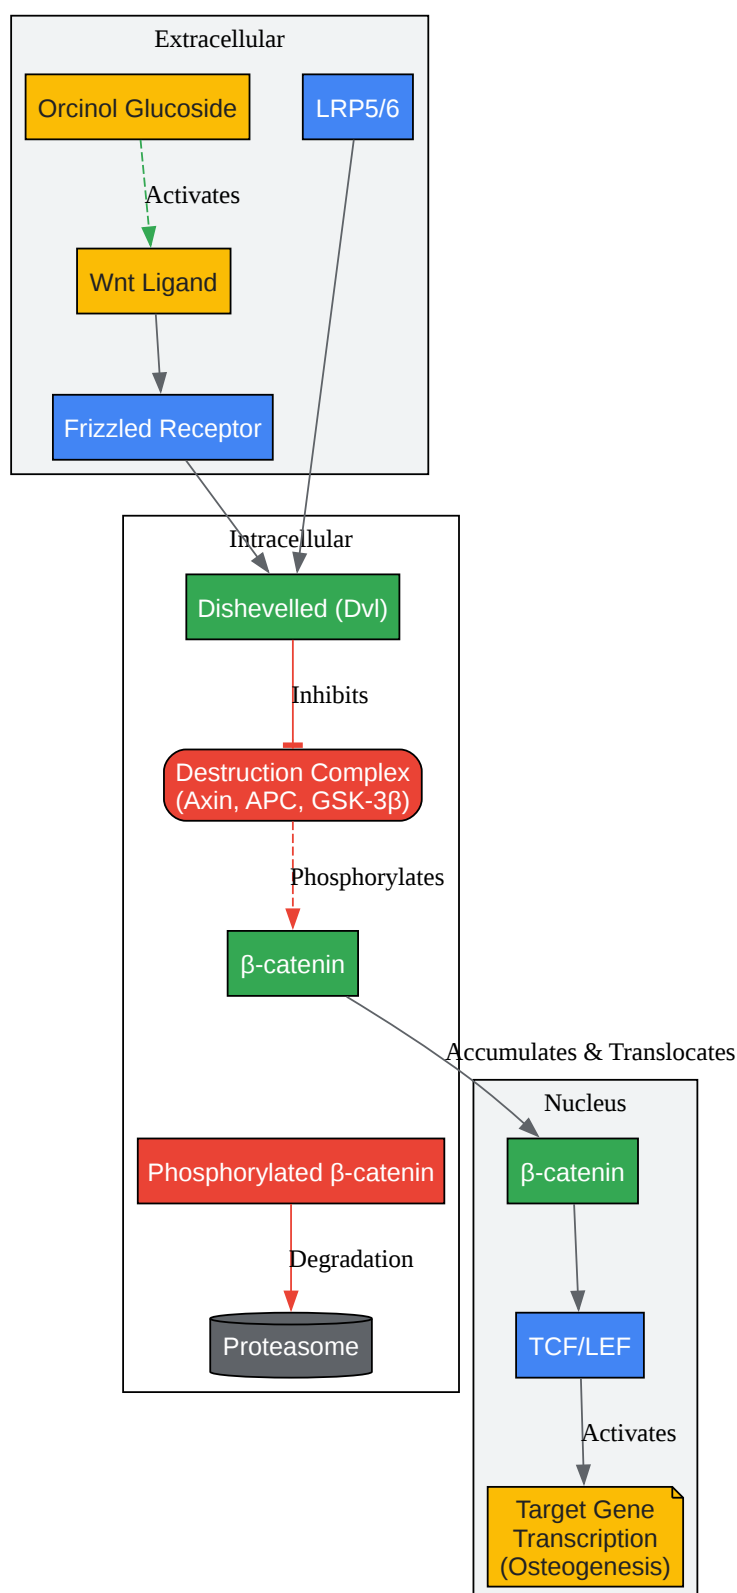 Extracellular
Orcinol Glucoside
LRP5/6
Activates
Wnt Ligand
Frizzled Receptor
Intracellular
Dishevelled (Dvl)
Inhibits
Destruction Complex
(Axin, APC, GSK-3β)
Phosphorylates
β-catenin
Accumulates & Translocates
Nucleus
Phosphorylated β-catenin
β-catenin
Degradation
Proteasome
TCF/LEF
Activates
Target Gene
Transcription
(Osteogenesis)